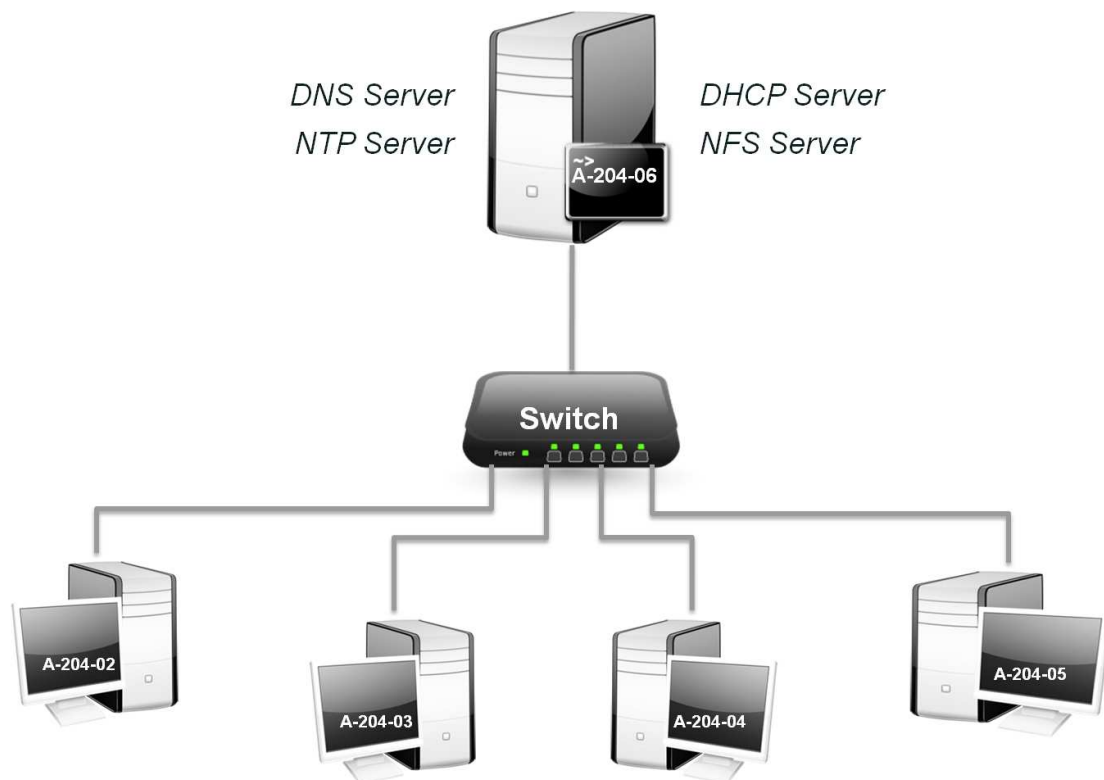 DNS Server
DHCP Server
NTP Server
NFS Server
~>
A-204-06
Switch
Power
A-204-02
A-204-03
A-204-04
A-204-05